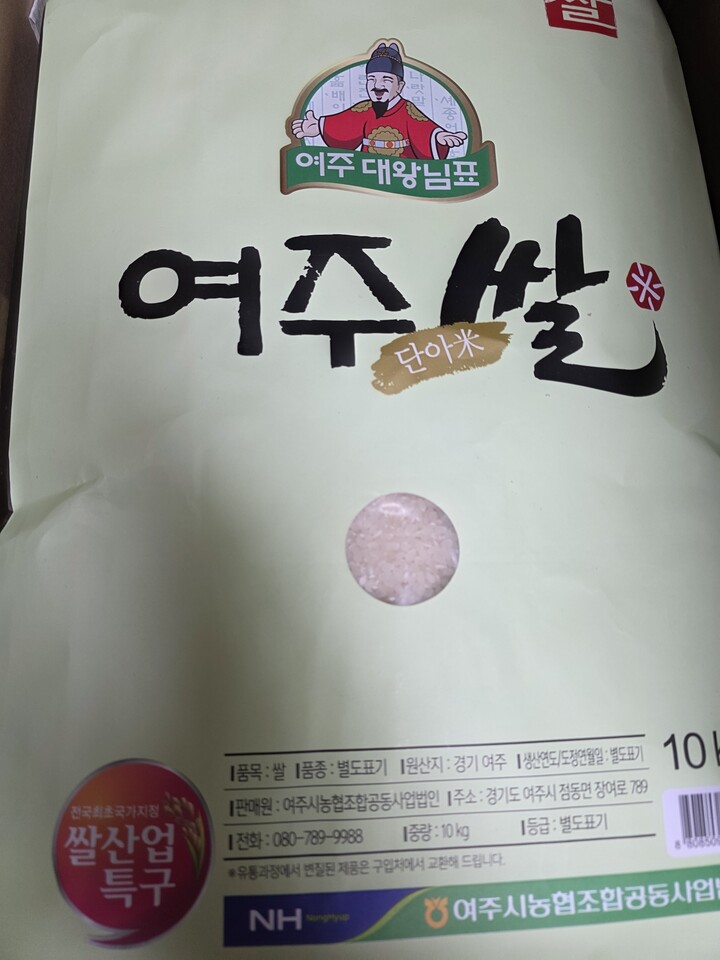 쌀
여주 대왕님표
여주쌀
米
단아米
10
품목 : 쌀 품종 : 별도표기 원산지 : 경기 여주 생산연도/도정연월일 : 별도표기
판매원 : 여주시농협조합공동사업법인 주소 : 경기도 여주시 점동면 장여로 789
전화 : 080-789-9988 중량 : 10 kg 등급 : 별도표기
※유통과정에서 변질된 제품은 구입처에서 교환해 드립니다.
전국최초국가지정
쌀산업
특구
NH NongHyup 여주시농협조합공동사업법